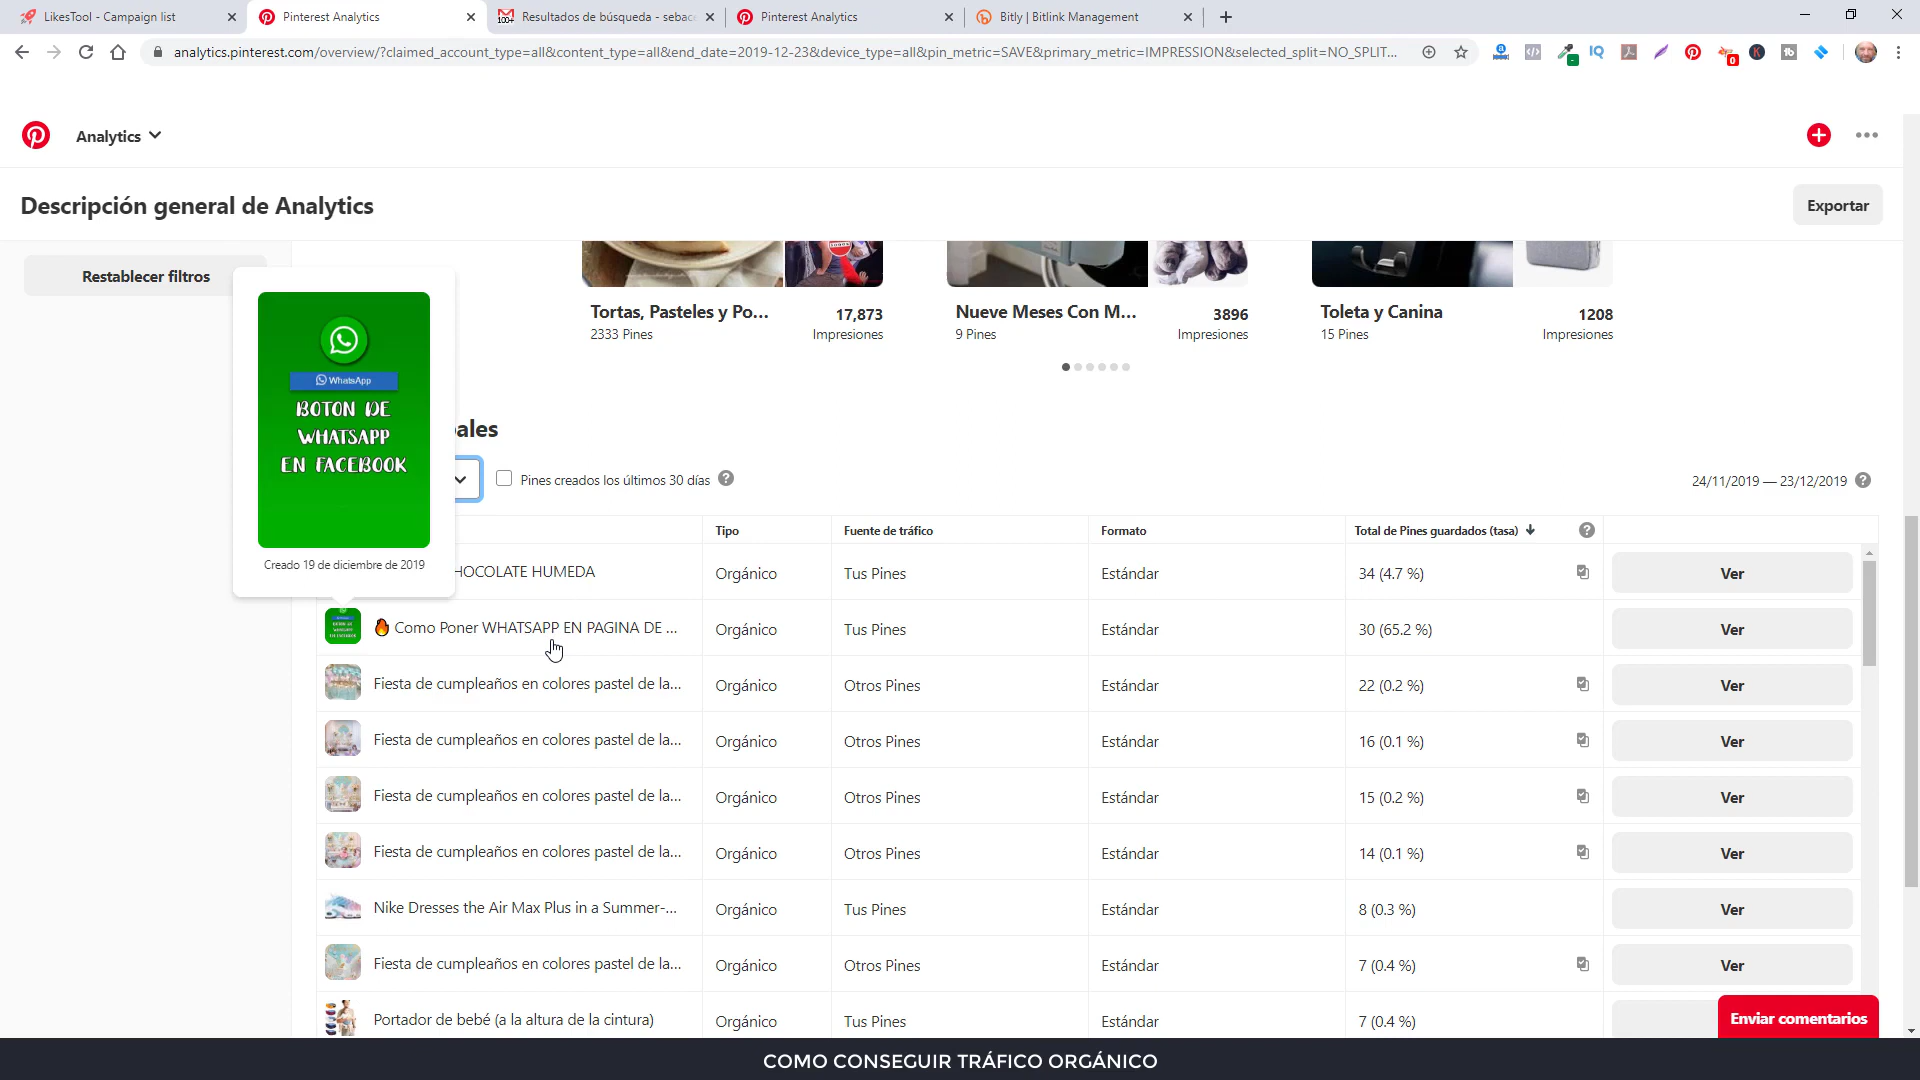 LikesTool - Campaign list
Pinterest Analytics
Resultados de búsqueda - sebac
Pinterest Analytics
Bitly | Bitlink Management
analytics.pinterest.com/overview/?claimed_account_type=all&content_type=all&end_date=2019-12-23&device_type=all&pin_metric=SAVE&primary_metric=IMPRESSION&selected_split=NO_SPLIT...
Analytics
Descripción general de Analytics
Exportar
Restablecer filtros
Tortas, Pasteles y Po...
17,873
2333 Pines
Impresiones
Nueve Meses Con M...
3896
9 Pines
Impresiones
Toleta y Canina
1208
15 Pines
Impresiones
WhatsApp
BOTON DE
WHATSAPP
EN FACEBOOK
Creado 19 de diciembre de 2019
pales
Pines creados los últimos 30 días
24/11/2019 — 23/12/2019
Tipo
Fuente de tráfico
Formato
Total de Pines guardados (tasa)
HOCOLATE HUMEDA
Orgánico
Tus Pines
Estándar
34 (4.7 %)
Ver
Como Poner WHATSAPP EN PAGINA DE ...
Orgánico
Tus Pines
Estándar
30 (65.2 %)
Ver
Fiesta de cumpleaños en colores pastel de la...
Orgánico
Otros Pines
Estándar
22 (0.2 %)
Ver
Fiesta de cumpleaños en colores pastel de la...
Orgánico
Otros Pines
Estándar
16 (0.1 %)
Ver
Fiesta de cumpleaños en colores pastel de la...
Orgánico
Otros Pines
Estándar
15 (0.2 %)
Ver
Fiesta de cumpleaños en colores pastel de la...
Orgánico
Otros Pines
Estándar
14 (0.1 %)
Ver
Nike Dresses the Air Max Plus in a Summer-...
Orgánico
Tus Pines
Estándar
8 (0.3 %)
Ver
Fiesta de cumpleaños en colores pastel de la...
Orgánico
Otros Pines
Estándar
7 (0.4 %)
Ver
Portador de bebé (a la altura de la cintura)
Orgánico
Tus Pines
Estándar
7 (0.4 %)
Enviar comentarios
COMO CONSEGUIR TRÁFICO ORGÁNICO